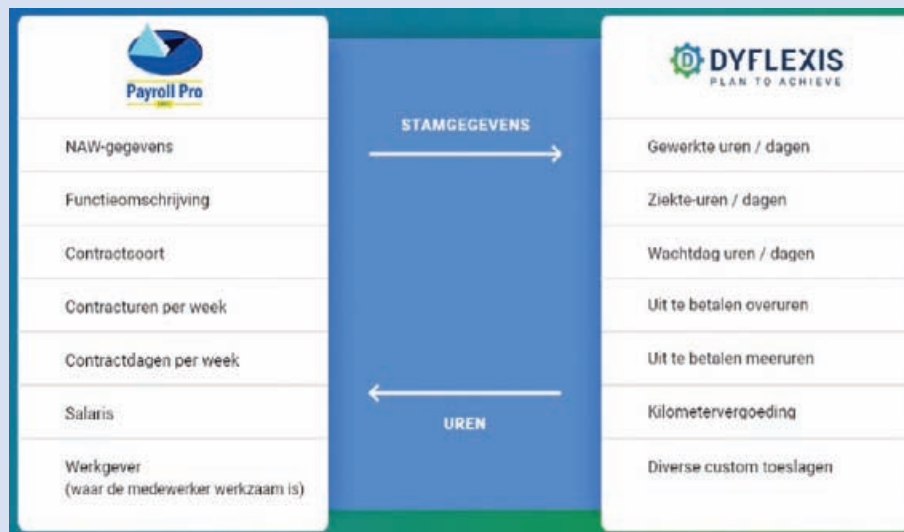 Payroll Pro
NAW-gegevens
Functieomschrijving
Contractsoort
Contracturen per week
Contractdagen per week
Salaris
Werkgever
(waar de medewerker werkzaam is)
STAMGEGEVENS
UREN
DYFLEXIS
PLAN TO ACHIEVE
Gewerkte uren / dagen
Ziekte-uren / dagen
Wachtdag uren / dagen
Uit te betalen overuren
Uit te betalen meeruren
Kilometervergoeding
Diverse custom toeslagen